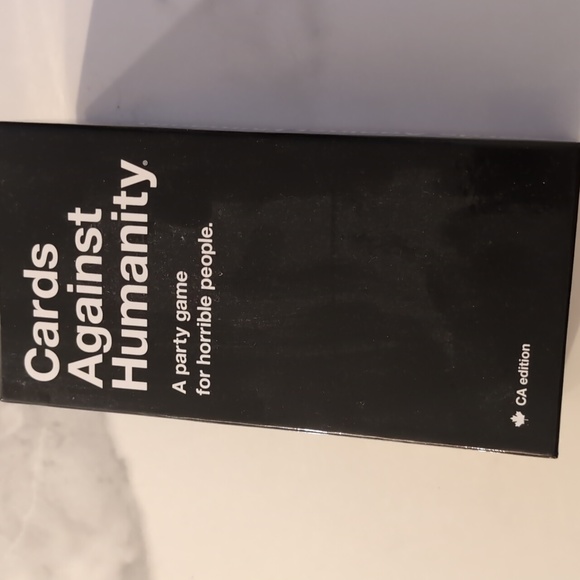 Cards
Against
Humanity®
A party game
for horrible people.
CA edition